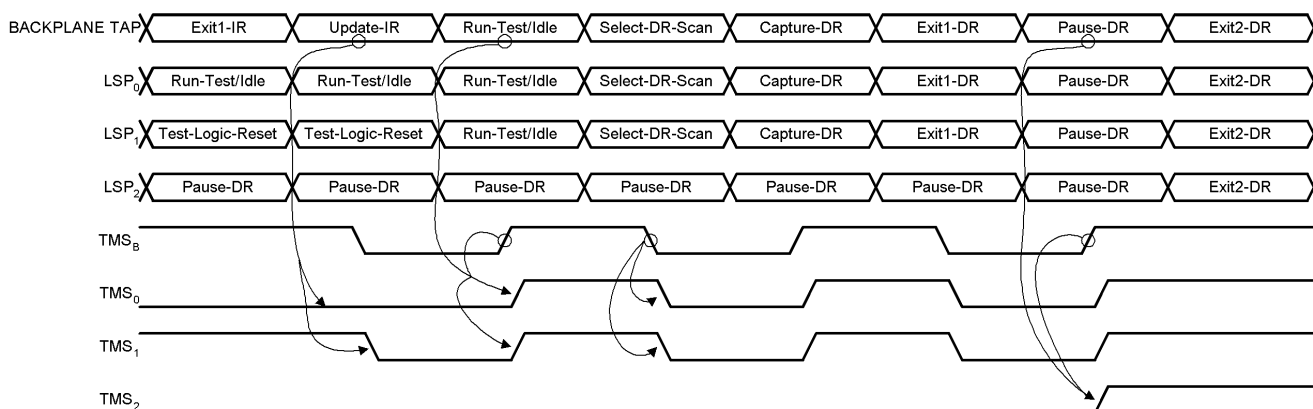 BACKPLANE TAP Exit1-IR Update-IR Run-Test/Idle Select-DR-Scan Capture-DR Exit1-DR Pause-DR Exit2-DR
LSP0 Run-Test/Idle Run-Test/Idle Run-Test/Idle Select-DR-Scan Capture-DR Exit1-DR Pause-DR Exit2-DR
LSP1 Test-Logic-Reset Test-Logic-Reset Run-Test/Idle Select-DR-Scan Capture-DR Exit1-DR Pause-DR Exit2-DR
LSP2 Pause-DR Pause-DR Pause-DR Pause-DR Pause-DR Pause-DR Pause-DR Exit2-DR
TMSB
TMS0
TMS1
TMS2